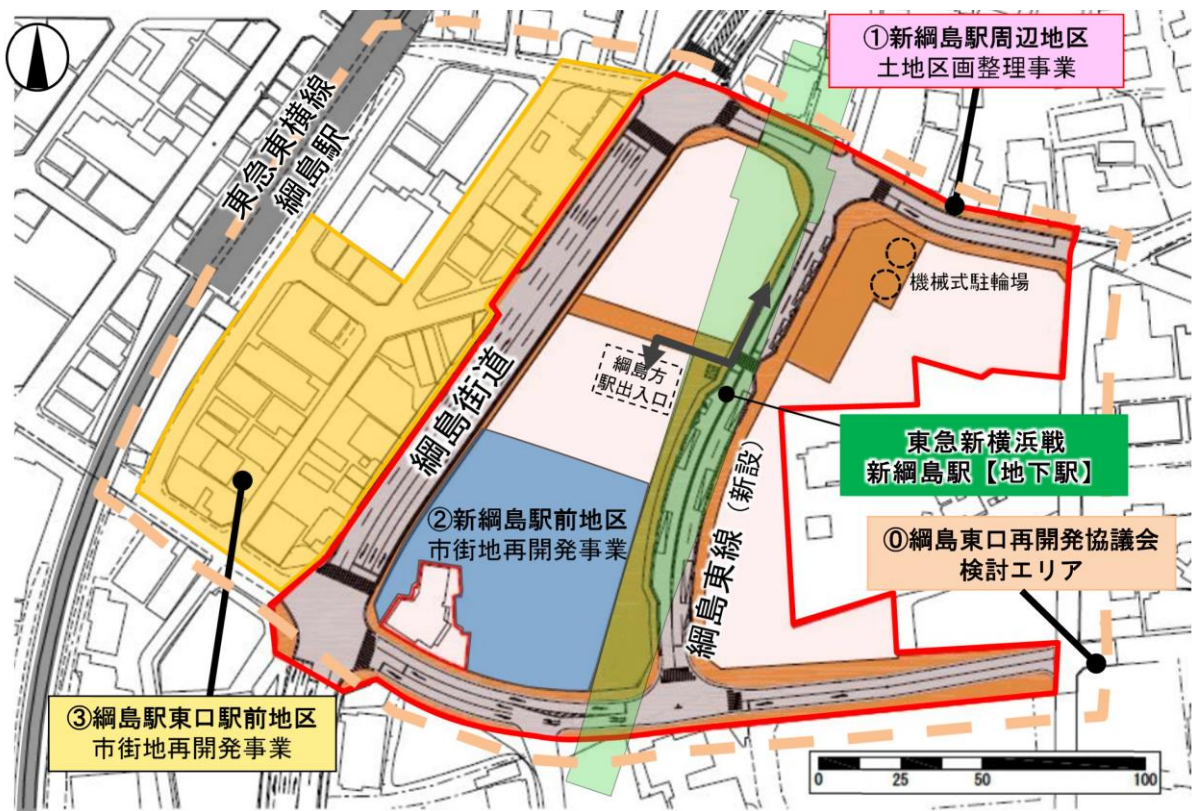 ①新綱島駅周辺地区
土地区画整理事業
東急東横線
綱島駅
機械式駐輪場
綱島方
駅出入口
綱島街道
東急新横浜戦
新綱島駅【地下駅】
綱島東線（新設）
②新綱島駅前地区
市街地再開発事業
⓪綱島東口再開発協議会
検討エリア
③綱島駅東口駅前地区
市街地再開発事業
0 25 50 100